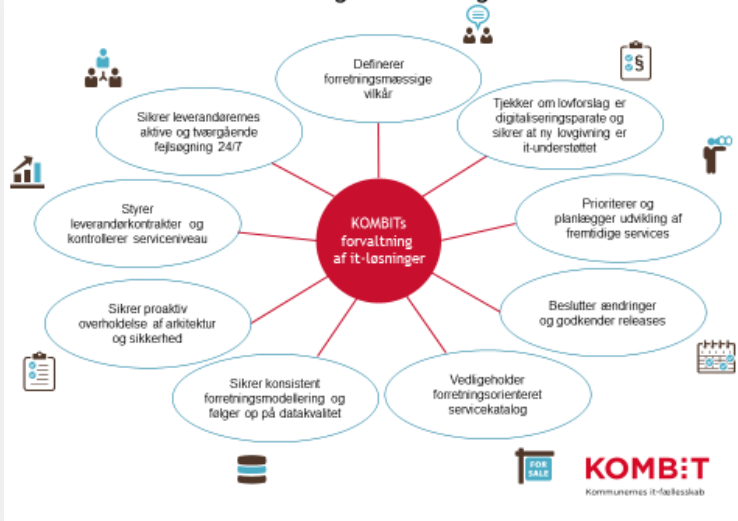 Definerer
forretningsmæssige
vilkår
Tjekker om lovforslag er
digitaliseringsparate og
sikrer at ny lovgivning er
it-understøttet
§
Sikrer leverandørernes
aktive og tværgående
fejlsøgning 24/7
Prioriterer og
planlægger udvikling af
fremtidige services
Styrer
leverandørkontrakter og
kontrollerer serviceniveau
KOMBITs
forvaltning
af it-løsninger
Beslutter ændringer
og godkender releases
Sikrer proaktiv
overholdelse af arkitektur
og sikkerhed
Vedligeholder
forretningsorienteret
servicekatalog
Sikrer konsistent
forretningsmodellering og
følger op på datakvalitet
FOR
SALE
KOMB:T
Kommunernes it-fællesskab